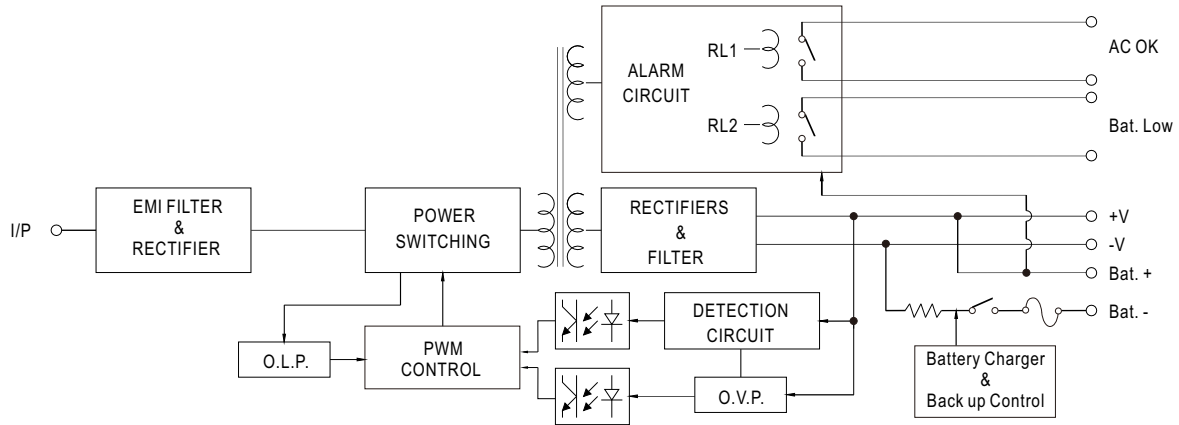 RL1
AC OK
ALARM
CIRCUIT
RL2
Bat. Low
I/P
EMI FILTER
&
RECTIFIER
POWER
SWITCHING
RECTIFIERS
&
FILTER
+V
-V
Bat. +
Bat. -
DETECTION
CIRCUIT
O.L.P.
PWM
CONTROL
O.V.P.
Battery Charger
&
Back up Control